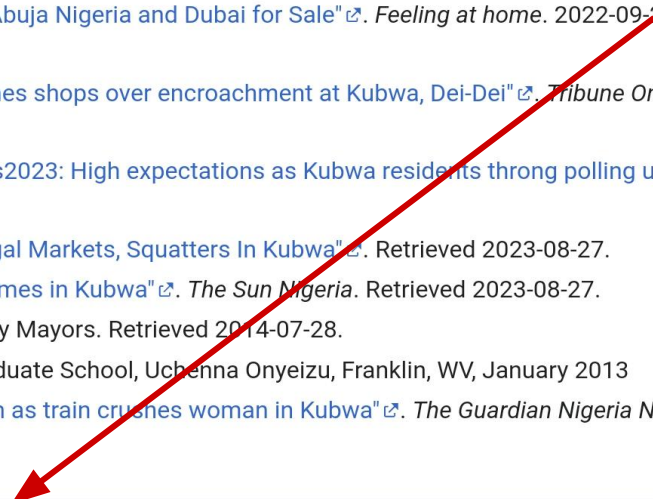 buja Nigeria and Dubai for Sale". Feeling at home. 2022-09-
es shops over encroachment at Kubwa, Dei-Dei". Tribune On
s2023: High expectations as Kubwa residents throng polling u
gal Markets, Squatters In Kubwa". Retrieved 2023-08-27.
mes in Kubwa". The Sun Nigeria. Retrieved 2023-08-27.
y Mayors. Retrieved 2014-07-28.
duate School, Uchenna Onyeizu, Franklin, WV, January 2013
n as train crushes woman in Kubwa". The Guardian Nigeria N